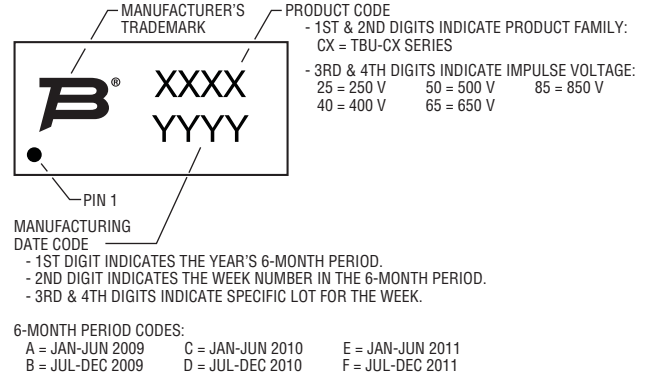 MANUFACTURER'S TRADEMARK
PRODUCT CODE
- 1ST & 2ND DIGITS INDICATE PRODUCT FAMILY:
CX = TBU-CX SERIES
- 3RD & 4TH DIGITS INDICATE IMPULSE VOLTAGE:
25 = 250 V 50 = 500 V 85 = 850 V
40 = 400 V 65 = 650 V
B®
XXXX
YYYY
PIN 1
MANUFACTURING
DATE CODE
- 1ST DIGIT INDICATES THE YEAR'S 6-MONTH PERIOD.
- 2ND DIGIT INDICATES THE WEEK NUMBER IN THE 6-MONTH PERIOD.
- 3RD & 4TH DIGITS INDICATE SPECIFIC LOT FOR THE WEEK.
6-MONTH PERIOD CODES:
A = JAN-JUN 2009 C = JAN-JUN 2010 E = JAN-JUN 2011
B = JUL-DEC 2009 D = JUL-DEC 2010 F = JUL-DEC 2011